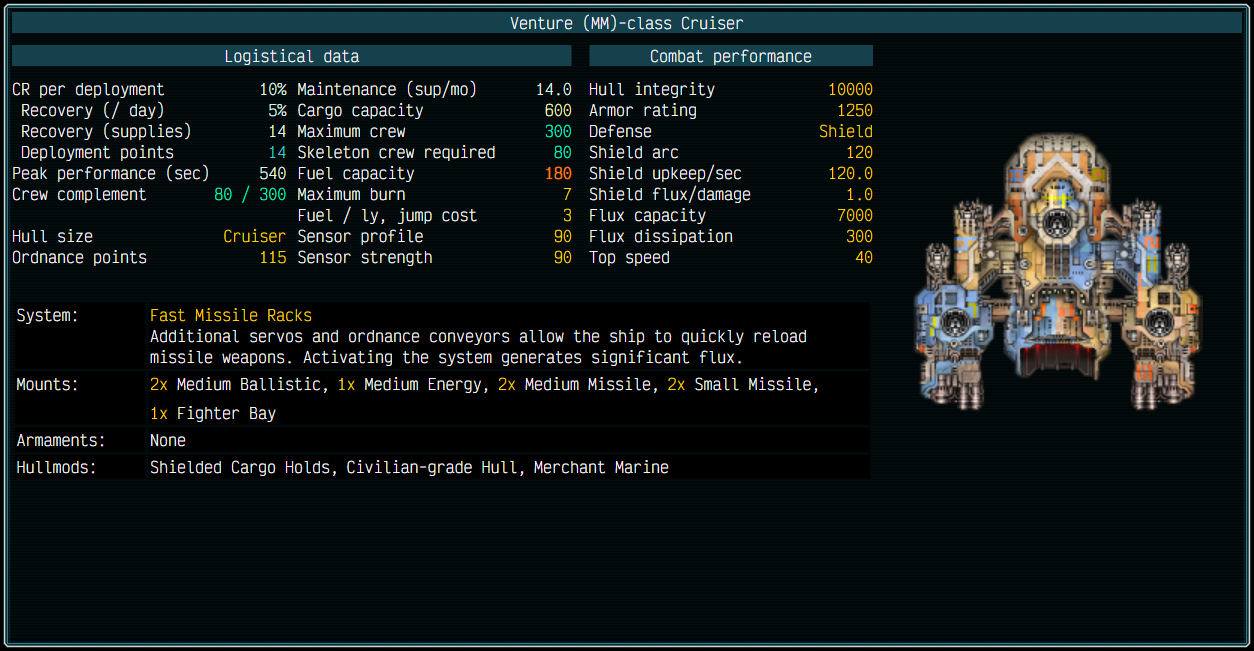 Venture (MM)-class Cruiser
Logistical data Combat performance
CR per deployment 10% Maintenance (sup/mo) 14.0 Hull integrity 10000
Recovery (/ day) 5% Cargo capacity 600 Armor rating 1250
Recovery (supplies) 14 Maximum crew 300 Defense Shield
Deployment points 14 Skeleton crew required 80 Shield arc 120
Peak performance (sec) 540 Fuel capacity 180 Shield upkeep/sec 120.0
Crew complement 80 / 300 Maximum burn 7 Shield flux/damage 1.0
Fuel / ly, jump cost 3 Flux capacity 7000
Hull size Cruiser Sensor profile 90 Flux dissipation 300
Ordnance points 115 Sensor strength 90 Top speed 40
System: Fast Missile Racks
Additional servos and ordnance conveyors allow the ship to quickly reload
missile weapons. Activating the system generates significant flux.
Mounts: 2x Medium Ballistic, 1x Medium Energy, 2x Medium Missile, 2x Small Missile,
1x Fighter Bay
Armaments: None
Hullmods: Shielded Cargo Holds, Civilian-grade Hull, Merchant Marine